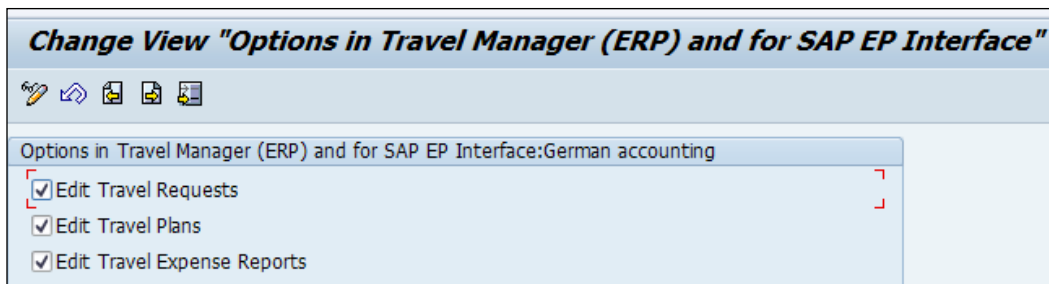 Change View "Options in Travel Manager (ERP) and for SAP EP Interface"
Options in Travel Manager (ERP) and for SAP EP Interface:German accounting
Edit Travel Requests
Edit Travel Plans
Edit Travel Expense Reports